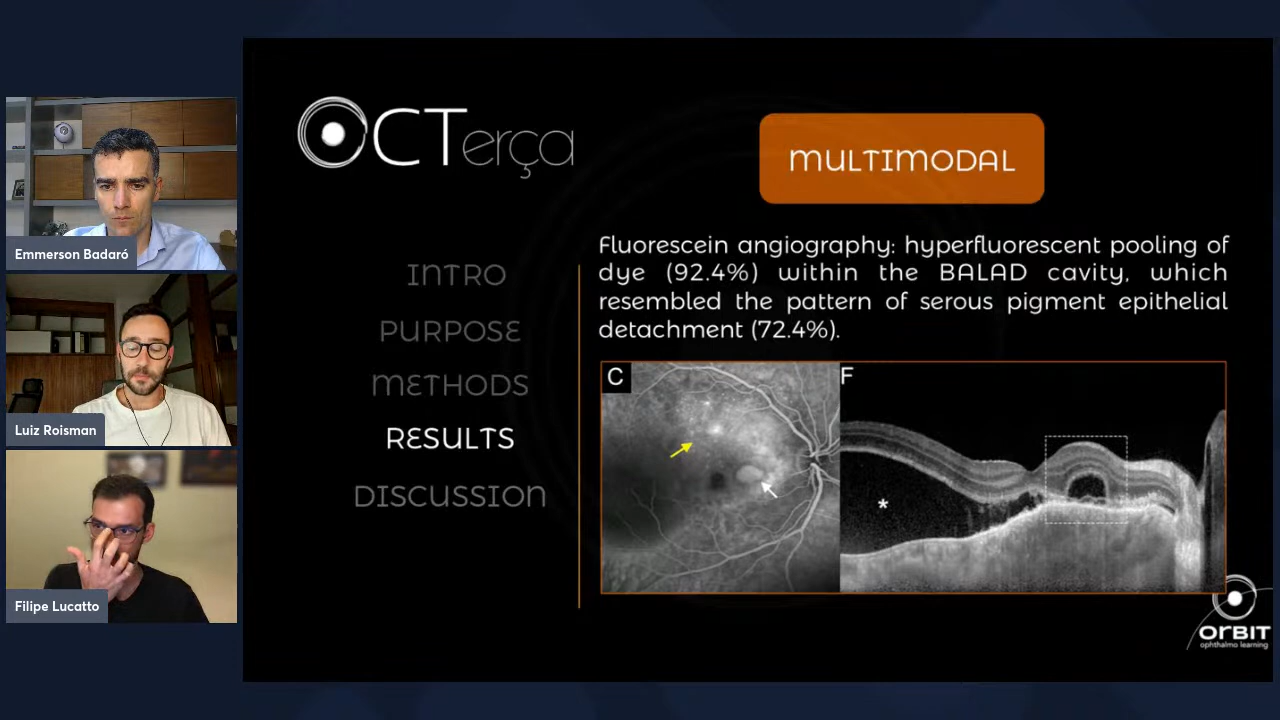 OCTerça
MULTIMODAL
Fluorescein angiography: hyperfluorescent pooling of
dye (92.4%) within the BALAD cavity, which
resembled the pattern of serous pigment epithelial
detachment (72.4%).
INTRO
PURPOSE
METHODS
RESULTS
DISCUSSION
C
F
*
Emmerson Badaró
Luiz Roisman
Filipe Lucatto
ORBIT
ophthalmo learning